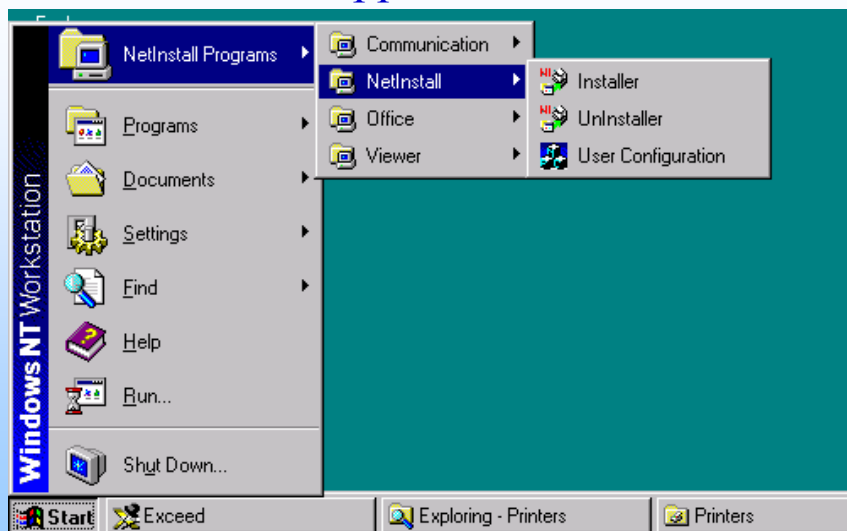 NetInstall Programs
Programs
Documents
Settings
Find
Help
Run...
Shut Down...
Windows NT Workstation
Communication
NetInstall
Office
Viewer
Installer
UnInstaller
User Configuration
Start
Exceed
Exploring - Printers
Printers